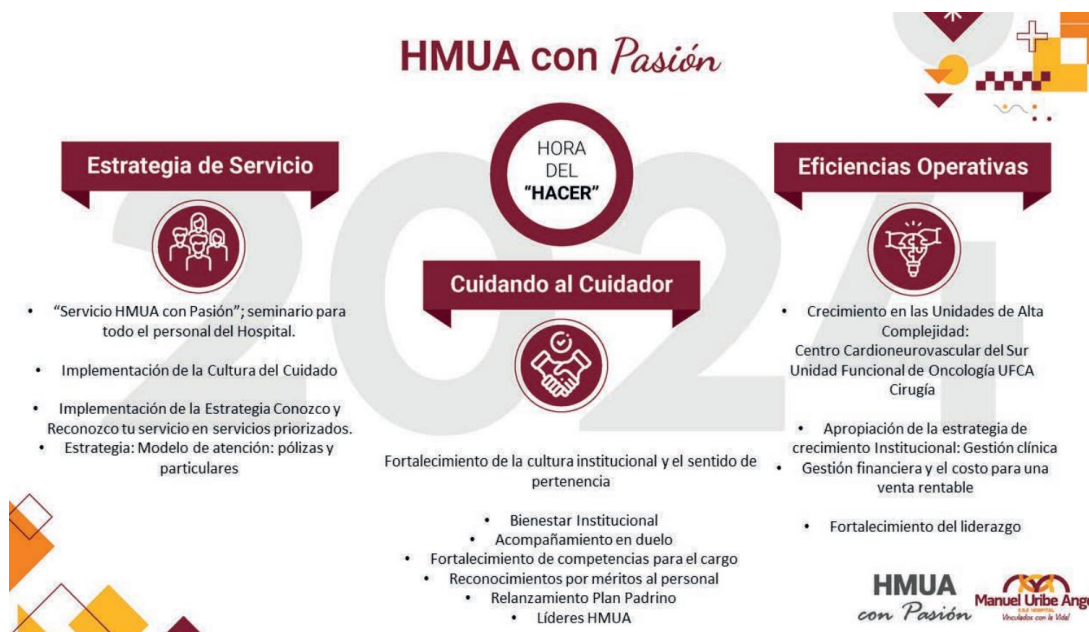 HMUA con Pasión
2024
HORA
DEL
“HACER”
Estrategia de Servicio
• “Servicio HMUA con Pasión”; seminario para
todo el personal del Hospital.
• Implementación de la Cultura del Cuidado
• Implementación de la Estrategia Conozco y
Reconozco tu servicio en servicios priorizados.
• Estrategia: Modelo de atención: pólizas y
particulares
Cuidando al Cuidador
Fortalecimiento de la cultura institucional y el sentido de
pertenencia
• Bienestar Institucional
• Acompañamiento en duelo
• Fortalecimiento de competencias para el cargo
• Reconocimientos por méritos al personal
• Relanzamiento Plan Padrino
• Líderes HMUA
Eficiencias Operativas
• Crecimiento en las Unidades de Alta
Complejidad:
Centro Cardioneurovascular del Sur
Unidad Funcional de Oncología UFCA
Cirugía
• Apropiación de la estrategia de
crecimiento Institucional: Gestión clínica
• Gestión financiera y el costo para una
venta rentable
• Fortalecimiento del liderazgo
HMUA
con Pasión
Manuel Uribe Ange
E.S.E HOSPITAL
Vinculados con la Vida!